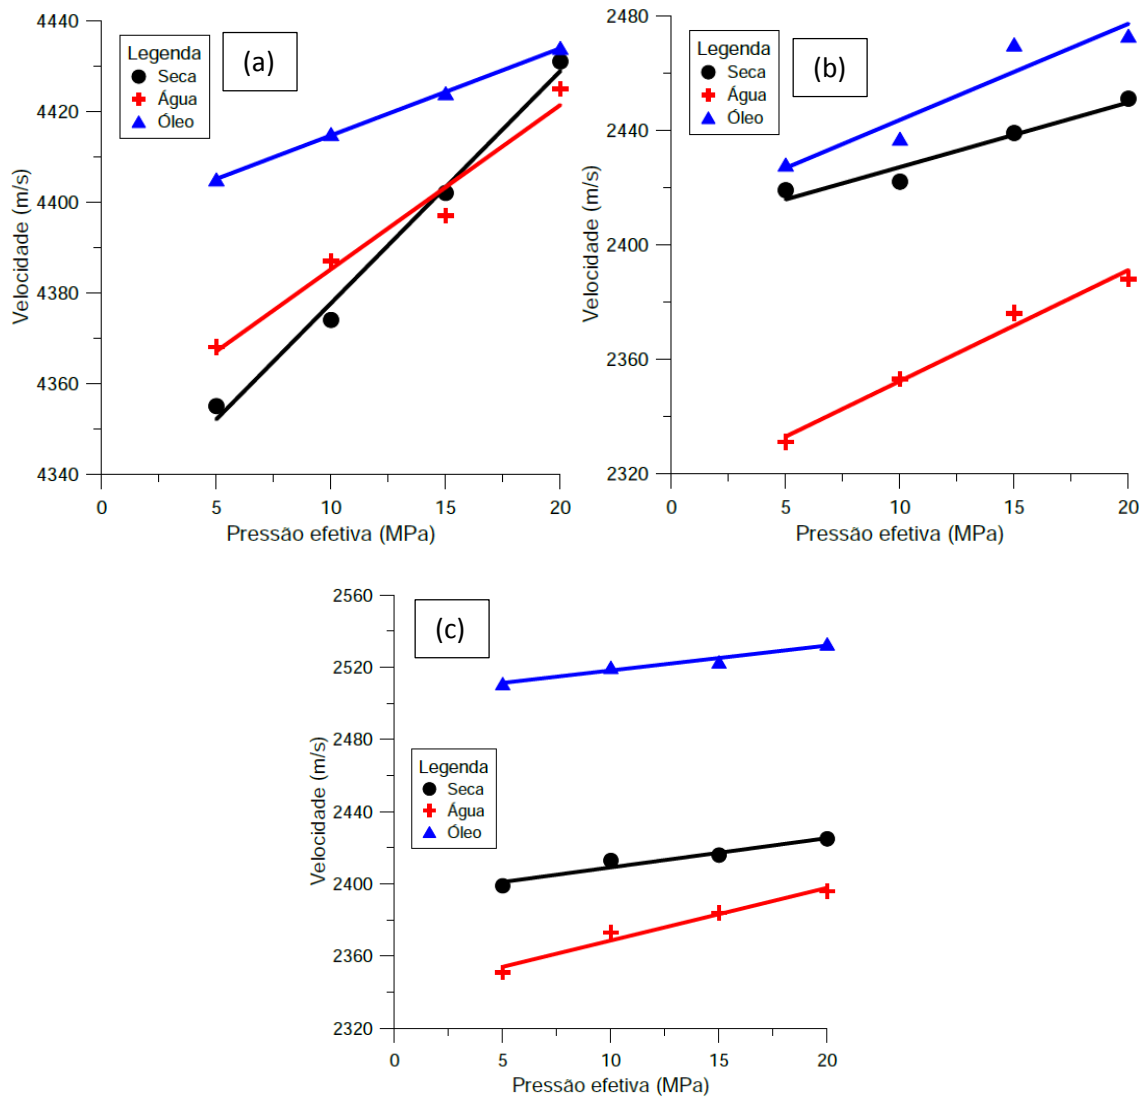 (a)
Legenda
Seca
Água
Óleo
4440
4420
4400
4380
4360
4340
Velocidade (m/s)
0 5 10 15 20
Pressão efetiva (MPa)
(b)
Legenda
Seca
Água
Óleo
2480
2440
2400
2360
2320
Velocidade (m/s)
0 5 10 15 20
Pressão efetiva (MPa)
(c)
2560
2520
2480
2440
2400
2360
2320
Velocidade (m/s)
Legenda
Seca
Água
Óleo
0 5 10 15 20
Pressão efetiva (MPa)